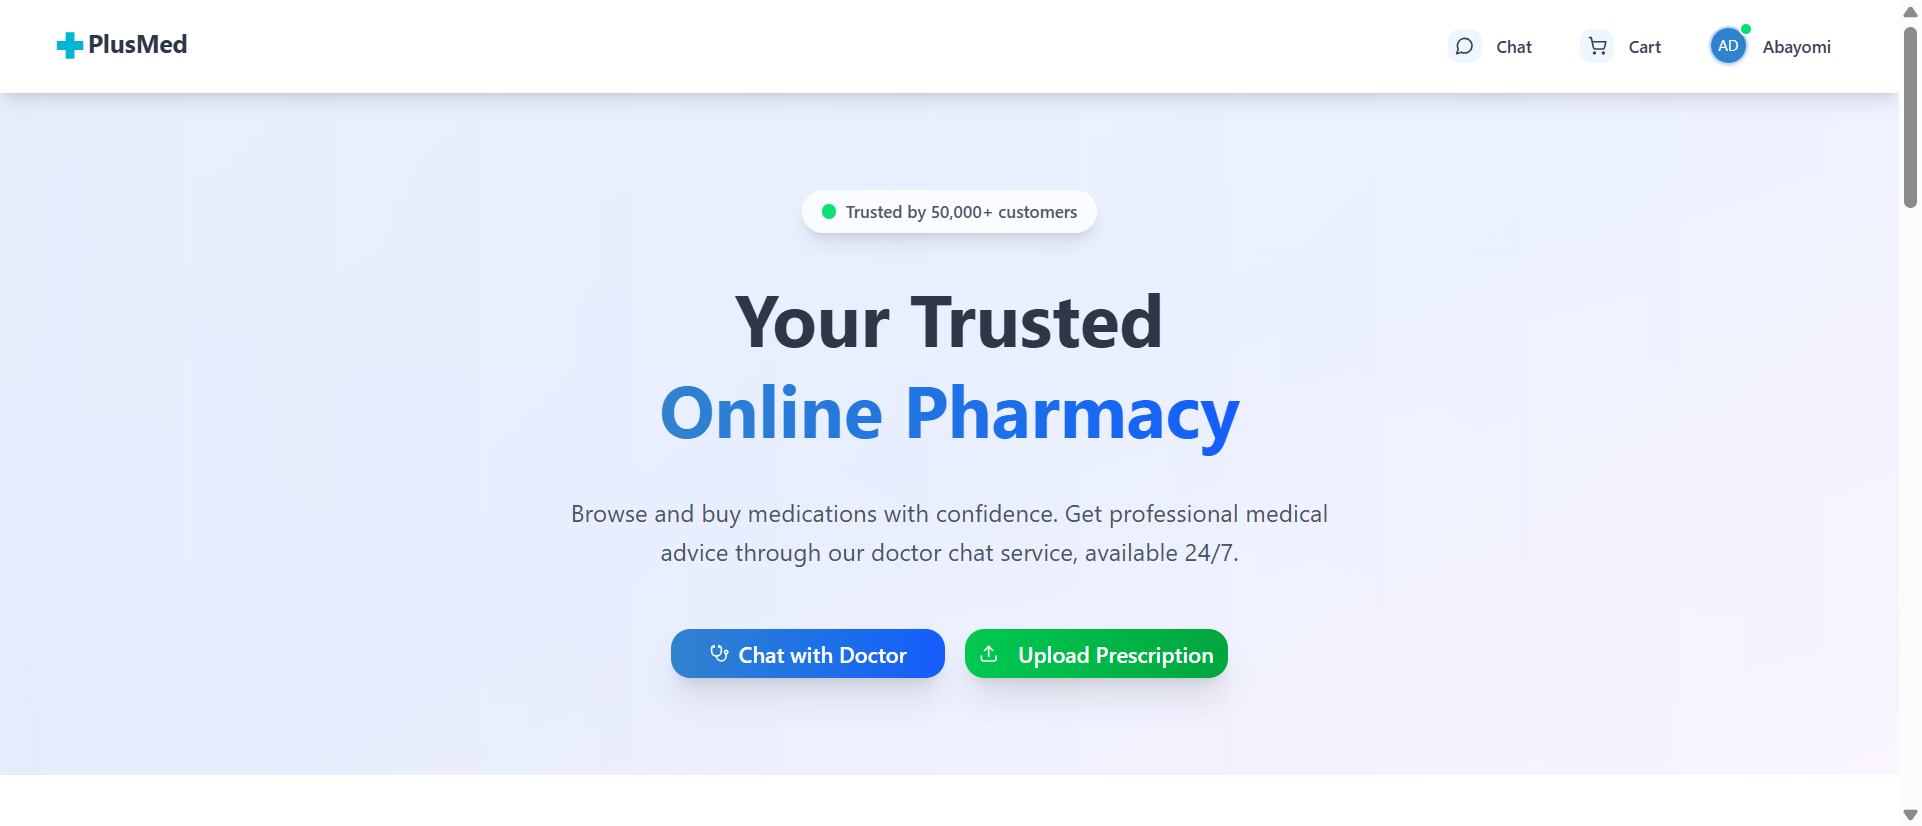 PlusMed
Chat
Cart
AD
Abayomi
Trusted by 50,000+ customers
Your Trusted
Online Pharmacy
Browse and buy medications with confidence. Get professional medical
advice through our doctor chat service, available 24/7.
Chat with Doctor
Upload Prescription